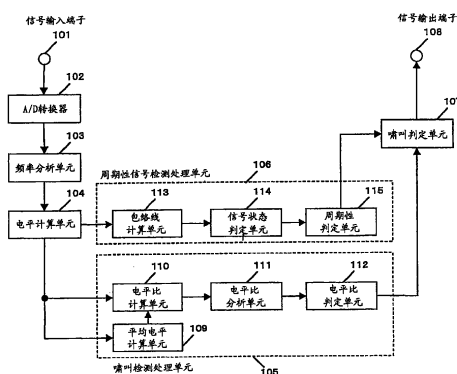 信号输入端子
101
信号输出端子
108
102
A/D转换器
103
频率分析单元
104
电平计算单元
107
啸叫判定单元
周期性信号检测处理单元
106
113
包络线
计算单元
114
信号状态
判定单元
115
周期性
判定单元
110
电平比
计算单元
111
电平比
分析单元
112
电平比
判定单元
平均电平
计算单元
109
啸叫检测处理单元
105